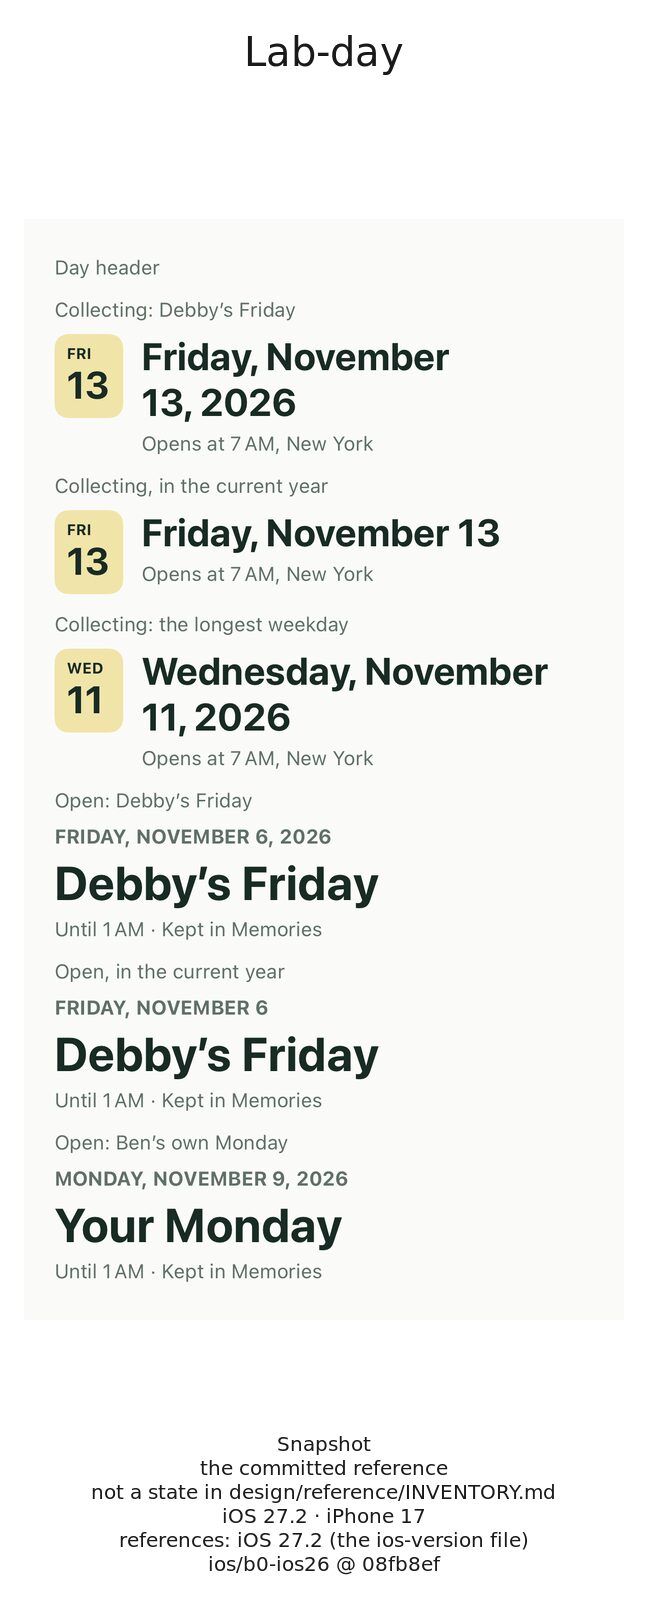 Lab-day
Day header
Collecting: Debby’s Friday
FRI
13
Friday, November
13, 2026
Opens at 7 AM, New York
Collecting, in the current year
FRI
13
Friday, November 13
Opens at 7 AM, New York
Collecting: the longest weekday
WED
11
Wednesday, November
11, 2026
Opens at 7 AM, New York
Open: Debby’s Friday
FRIDAY, NOVEMBER 6, 2026
Debby’s Friday
Until 1 AM · Kept in Memories
Open, in the current year
FRIDAY, NOVEMBER 6
Debby’s Friday
Until 1 AM · Kept in Memories
Open: Ben’s own Monday
MONDAY, NOVEMBER 9, 2026
Your Monday
Until 1 AM · Kept in Memories
Snapshot
the committed reference
not a state in design/reference/INVENTORY.md
iOS 27.2 · iPhone 17
references: iOS 27.2 (the ios-version file)
ios/b0-ios26 @ 08fb8ef